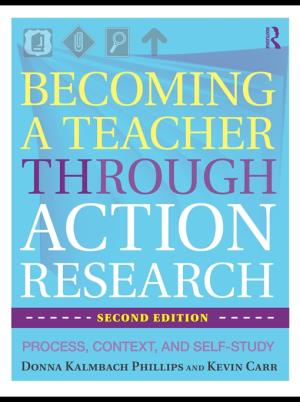 R
BECOMING
A TEACHER
THROUGH
ACTION
RESEARCH
SECOND EDITION
PROCESS, CONTEXT, AND SELF-STUDY
DONNA KALMBACH PHILLIPS AND KEVIN CARR